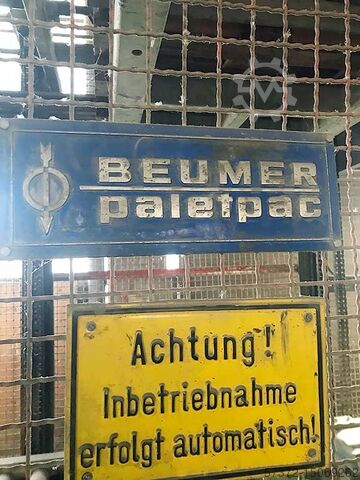 BEUMER
paletpac
Achtung!
Inbetriebnahme
erfolgt automatisch!